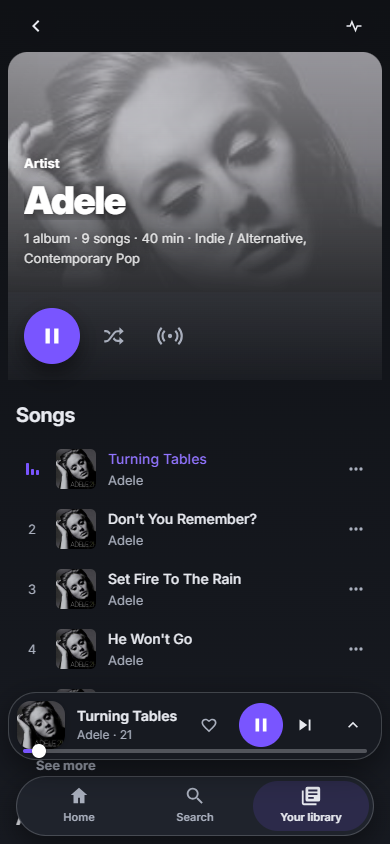 Artist
Adele
1 album · 9 songs · 40 min · Indie / Alternative,
Contemporary Pop
Songs
Turning Tables
Adele
2
Don't You Remember?
Adele
3
Set Fire To The Rain
Adele
4
He Won't Go
Adele
Turning Tables
Adele · 21
See more
Home
Search
Your library